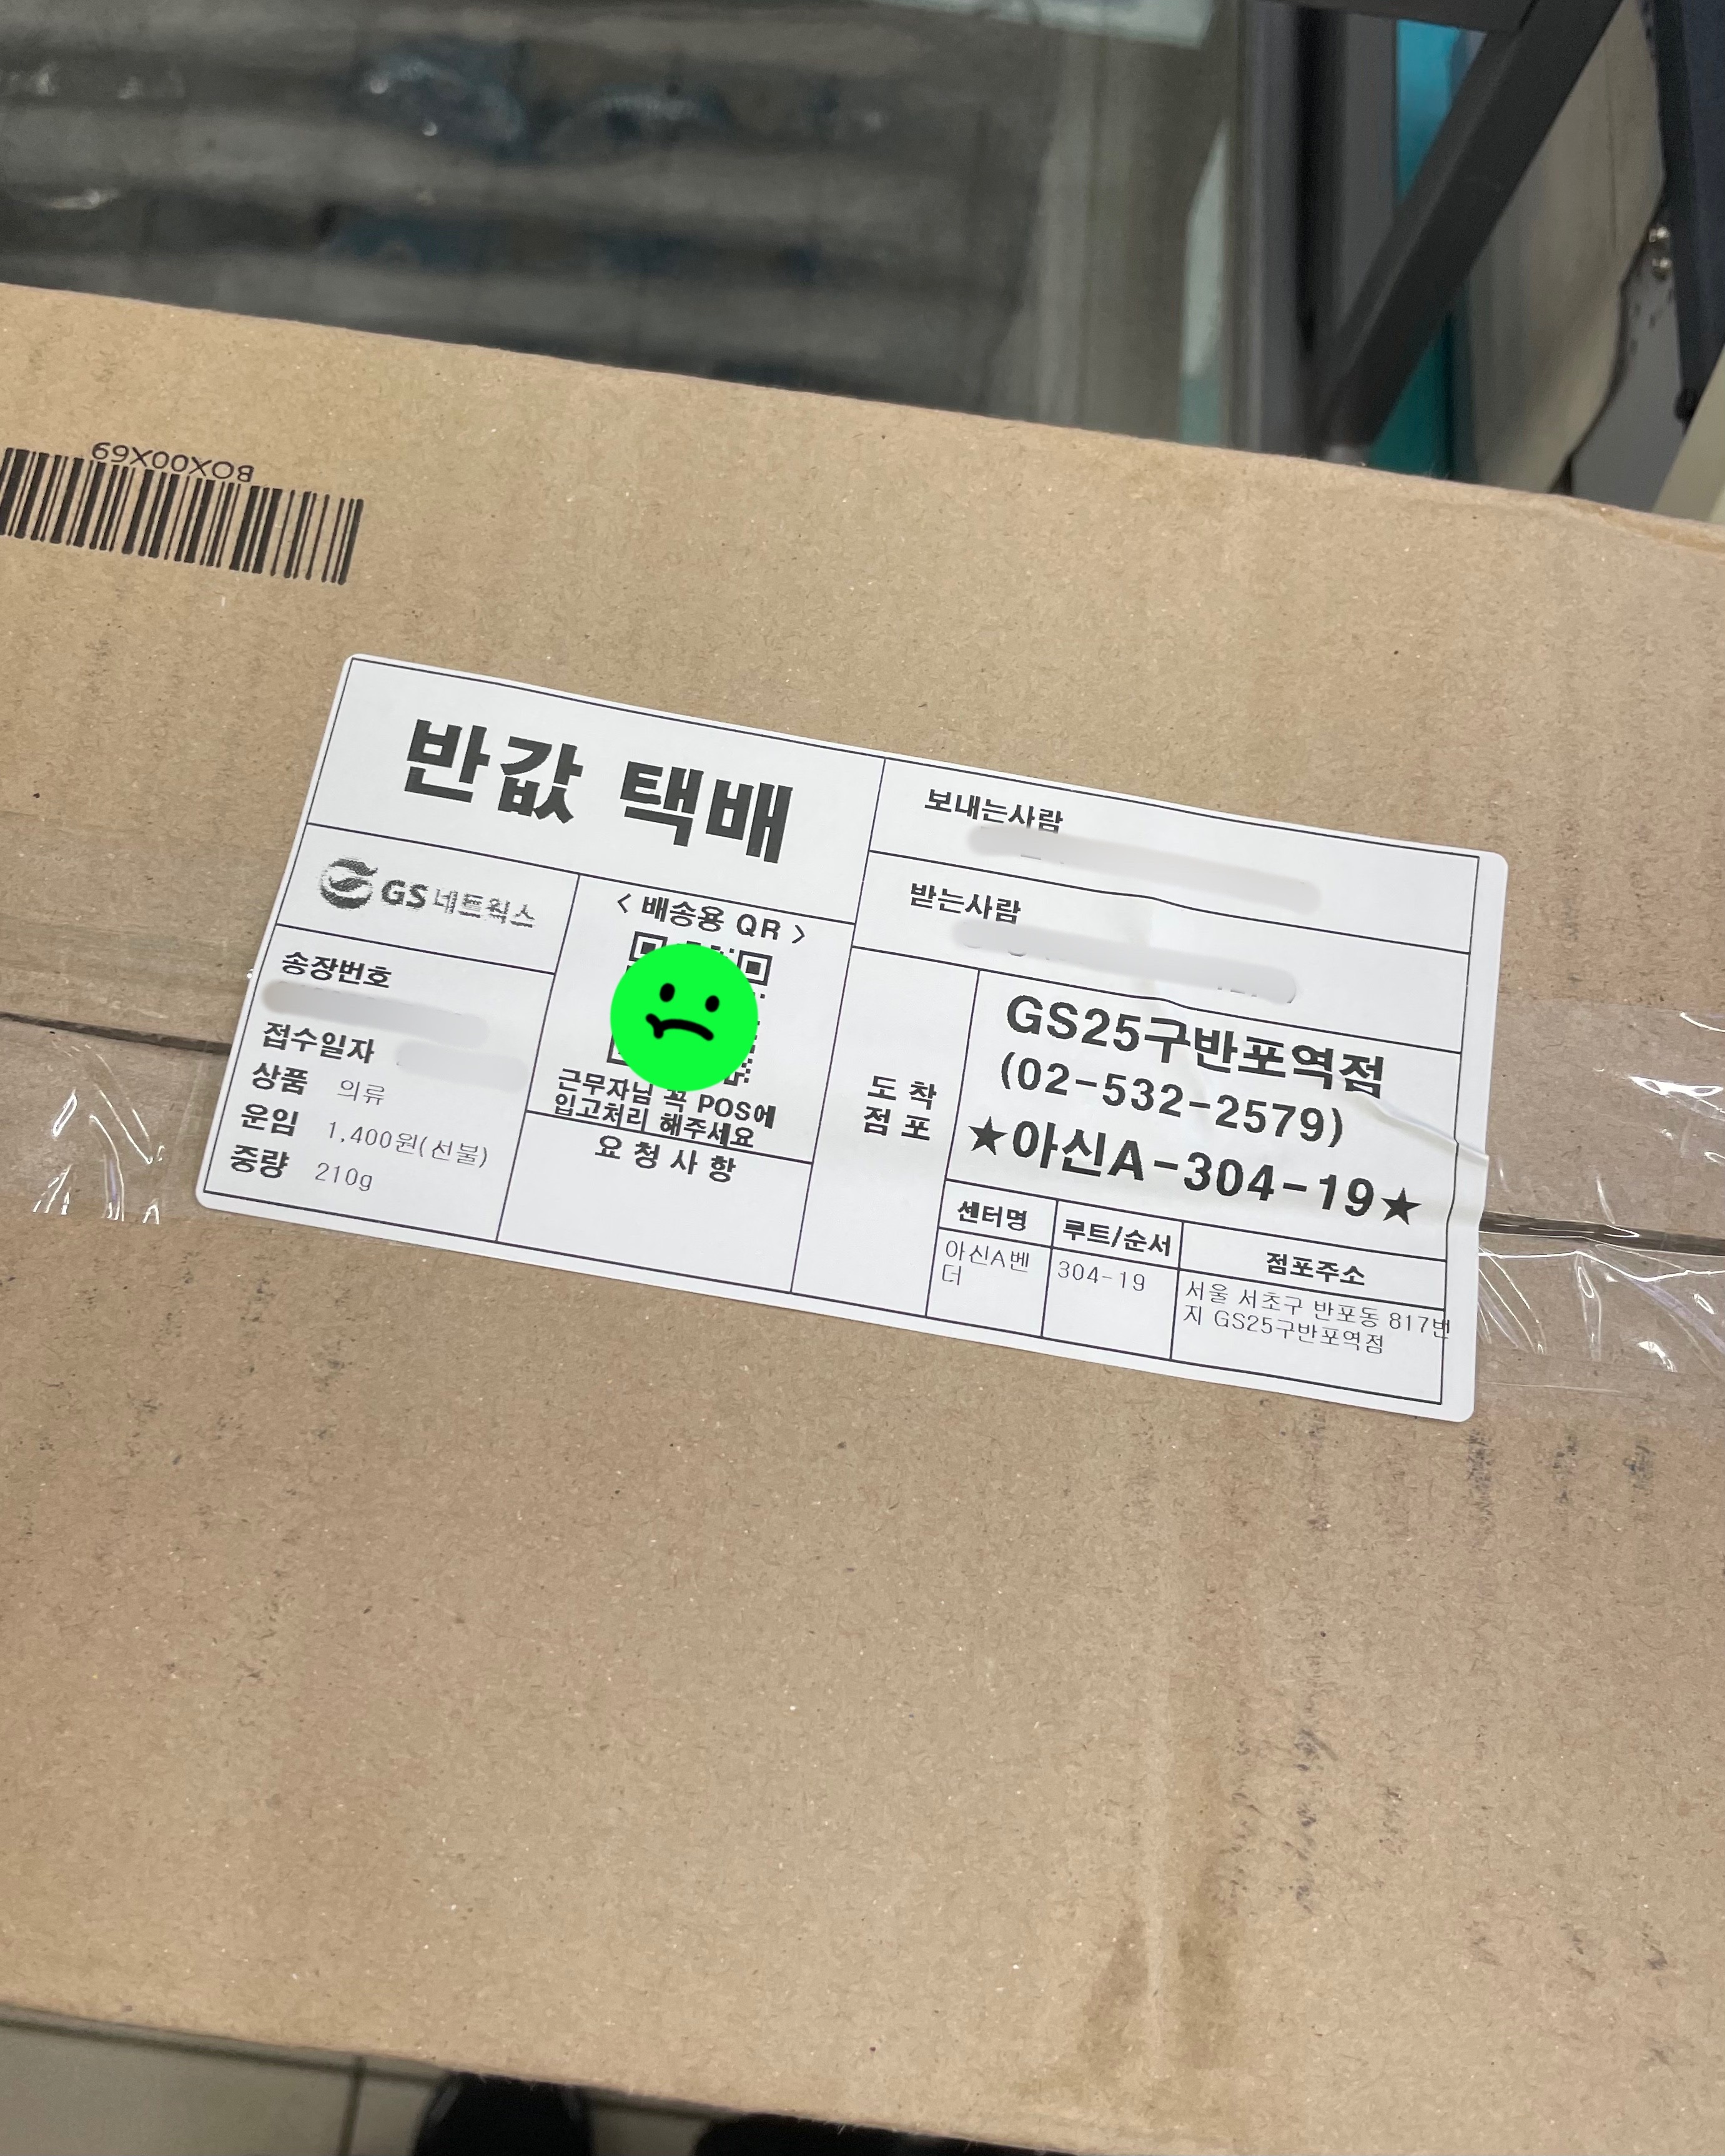 BOX00X69
반값 택배
GS네트웍스
송장번호
접수일자
상품 의류
운임 1,400원(선불)
중량 210g
< 배송용 QR >
근무자님 꼭 POS에
입고처리 해주세요
요청사항
보내는사람
받는사람
도착
점포
GS25구반포역점
(02-532-2579)
★아신A-304-19★
센터명 루트/순서 점포주소
아신A벤
더
304-19
서울 서초구 반포동 817번
지 GS25구반포역점